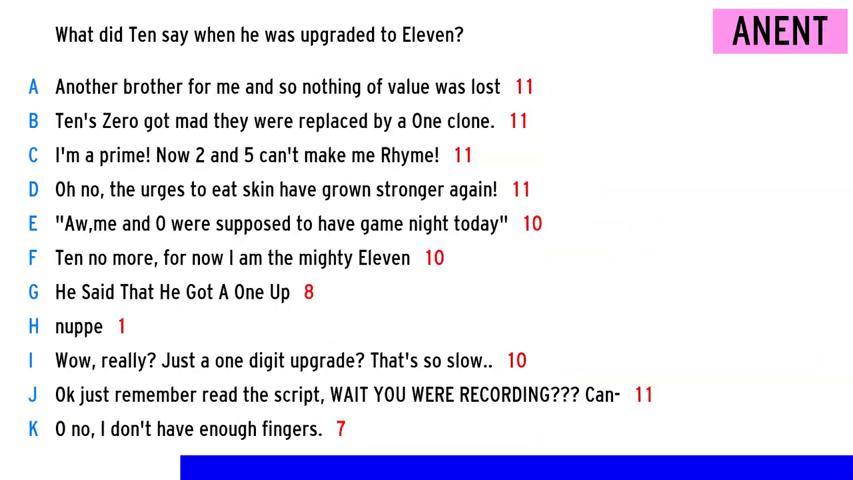 What did Ten say when he was upgraded to Eleven?
ANENT
A Another brother for me and so nothing of value was lost 11
B Ten's Zero got mad they were replaced by a One clone. 11
C I'm a prime! Now 2 and 5 can't make me Rhyme! 11
D Oh no, the urges to eat skin have grown stronger again! 11
E "Aw,me and 0 were supposed to have game night today" 10
F Ten no more, for now I am the mighty Eleven 10
G He Said That He Got A One Up 8
H nuppe 1
I Wow, really? Just a one digit upgrade? That's so slow.. 10
J Ok just remember read the script, WAIT YOU WERE RECORDING??? Can- 11
K O no, I don't have enough fingers. 7